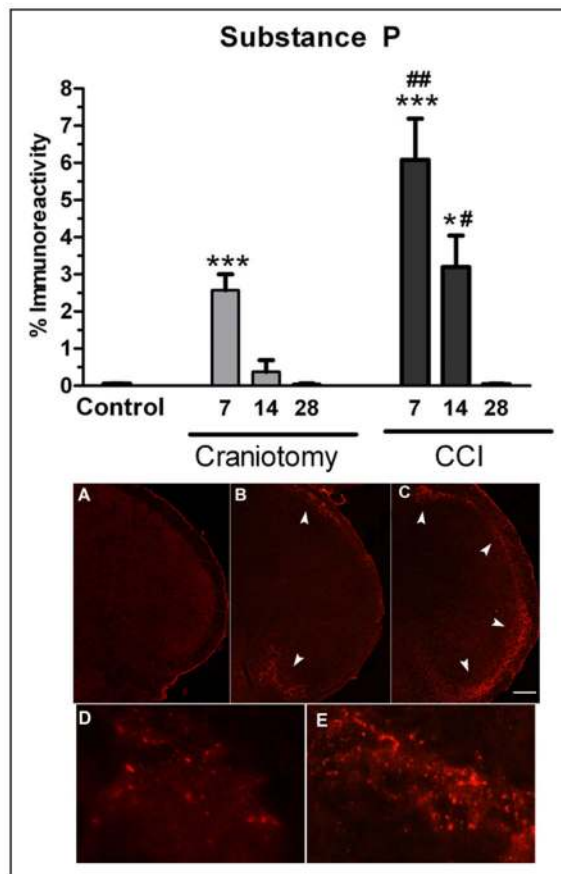 Substance P
% Immunoreactivity
8
7
6
5
4
3
2
1
0
***
##
***
*#
Control 7 14 28 7 14 28
Craniotomy CCI
A B C
D E